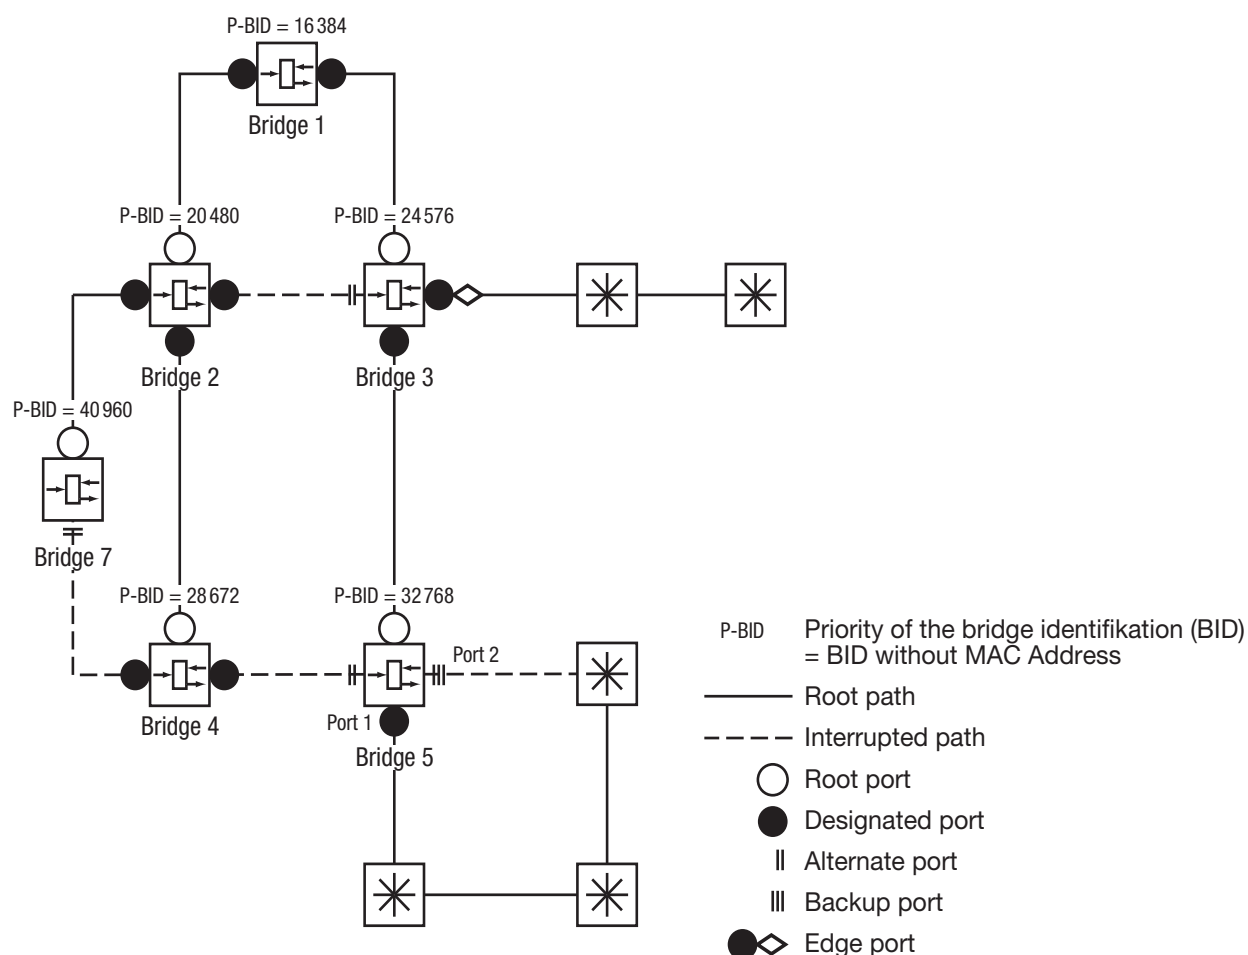 P-BID = 16 384
Bridge 1
P-BID = 20 480
P-BID = 24 576
Bridge 2
Bridge 3
P-BID = 40 960
Bridge 7
P-BID = 28 672
P-BID = 32 768
Port 2
Bridge 4
Port 1
Bridge 5
P-BID Priority of the bridge identifikation (BID)
= BID without MAC Address
Root path
Interrupted path
Root port
Designated port
Alternate port
Backup port
Edge port